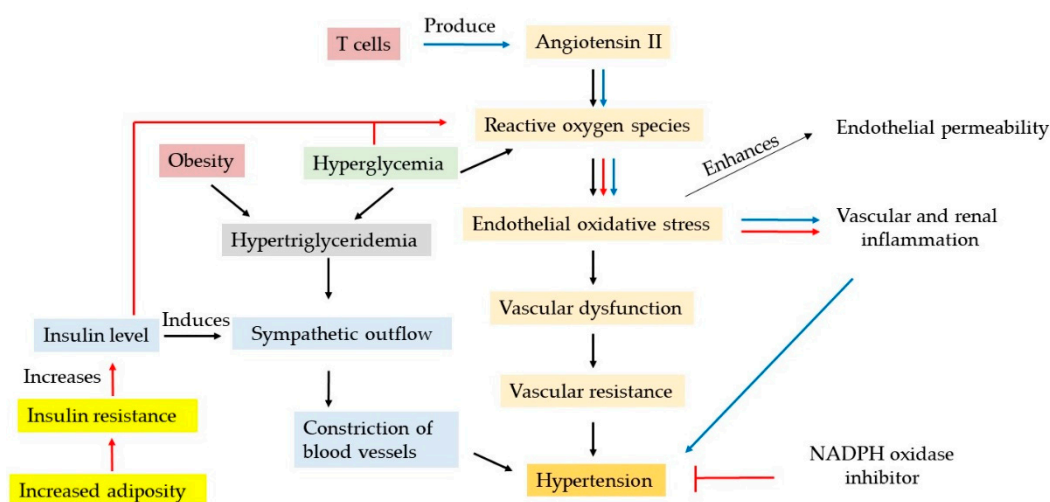 Produce
T cells
Angiotensin II
Reactive oxygen species
Endothelial permeability
Enhances
Obesity
Hyperglycemia
Hypertriglyceridemia
Endothelial oxidative stress
Vascular and renal
inflammation
Insulin level
Induces
Sympathetic outflow
Vascular dysfunction
Increases
Insulin resistance
Vascular resistance
Constriction of
blood vessels
Increased adiposity
Hypertension
NADPH oxidase
inhibitor